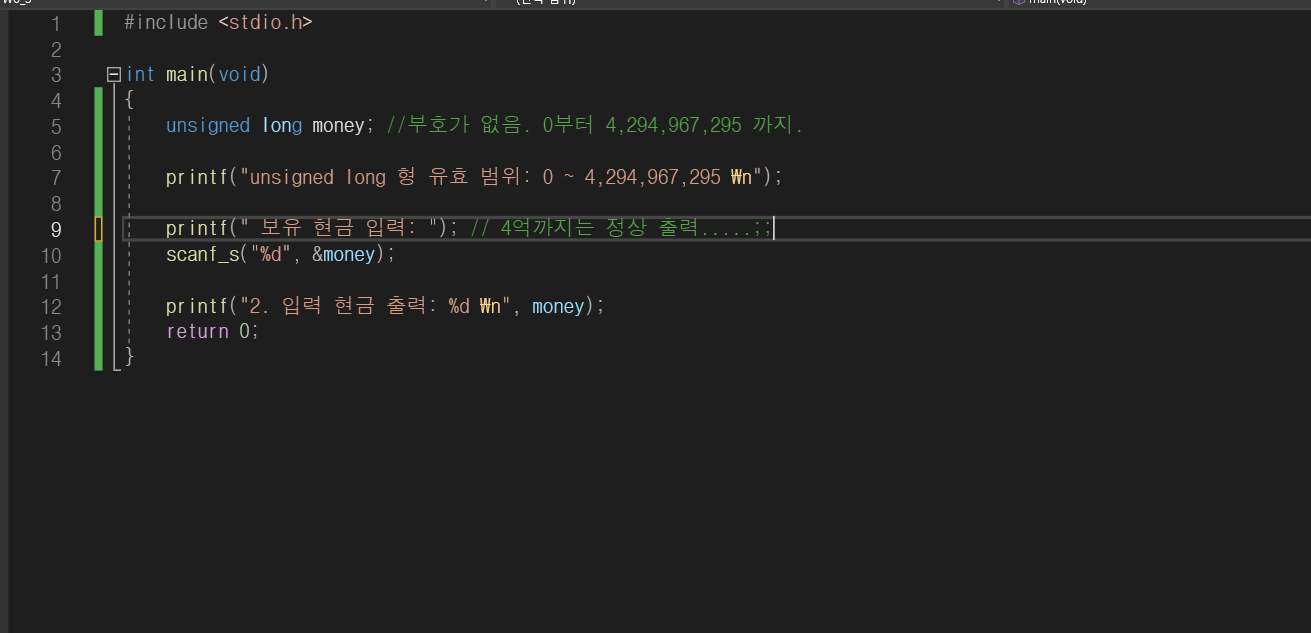 1 #include <stdio.h>
2
3 int main(void)
4 {
5 unsigned long money; //부호가 없음. 0부터 4,294,967,295 까지.
6
7 printf("unsigned long 형 유효 범위: 0 ~ 4,294,967,295 ₩n");
8
9 printf(" 보유 현금 입력: "); // 4억까지는 정상 출력.....;;
10 scanf_s("%d", &money);
11
12 printf("2. 입력 현금 출력: %d ₩n", money);
13 return 0;
14 }